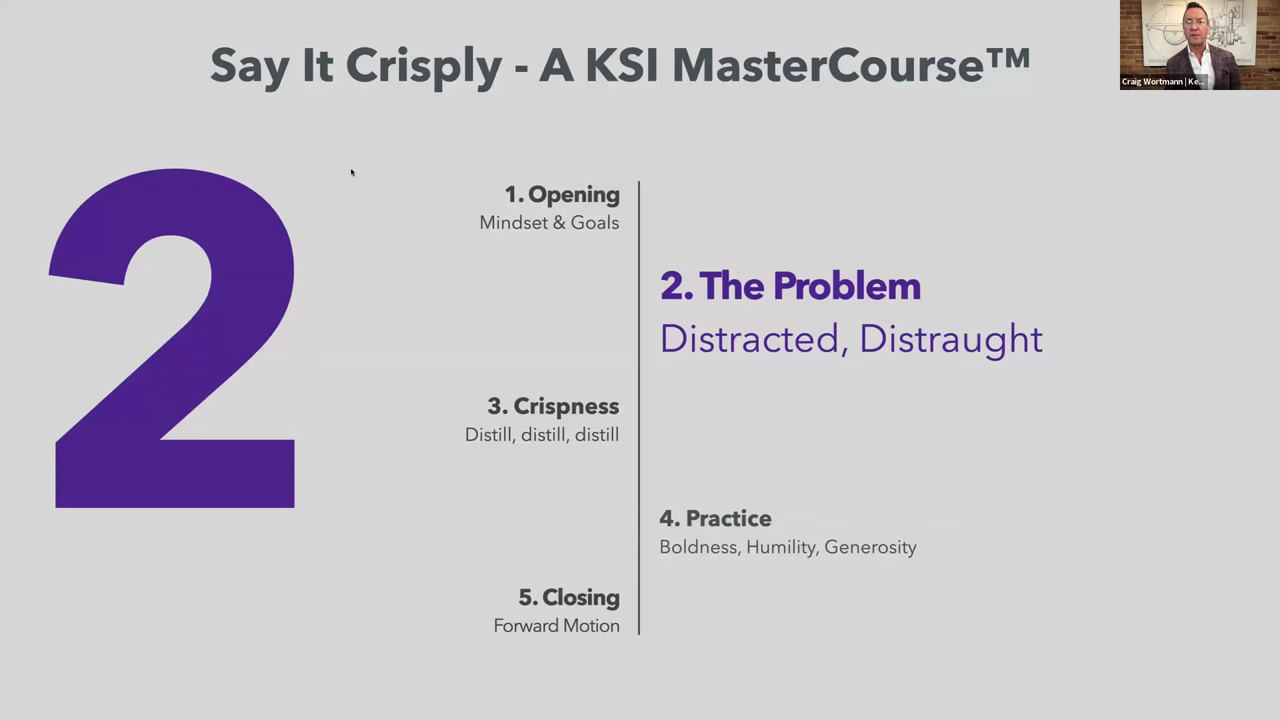 Say It Crisply - A KSI MasterCourse™
Craig Wortmann | Ke...
2
1. Opening
Mindset & Goals
2. The Problem
Distracted, Distraught
3. Crispness
Distill, distill, distill
4. Practice
Boldness, Humility, Generosity
5. Closing
Forward Motion